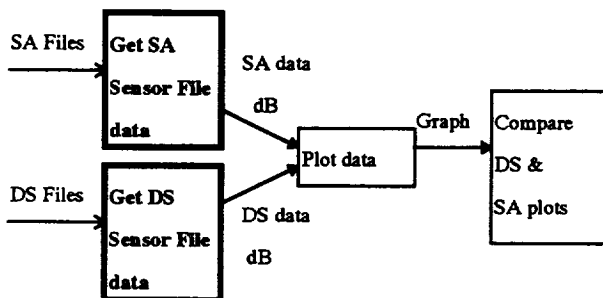 SA Files
Get SA
Sensor File
data
SA data
dB
Plot data
Graph
Compare
DS &
SA plots
DS Files
Get DS
Sensor File
data
DS data
dB